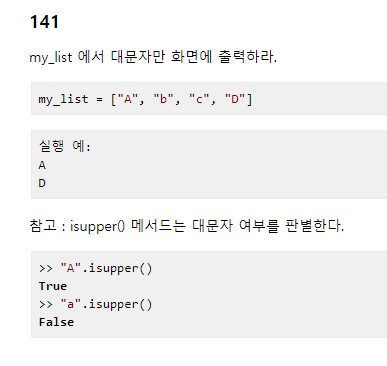 141
my_list 에서 대문자만 화면에 출력하라.
my_list = ["A", "b", "c", "D"]
실행 예:
A
D
참고 : isupper() 메서드는 대문자 여부를 판별한다.
>> "A".isupper()
True
>> "a".isupper()
False